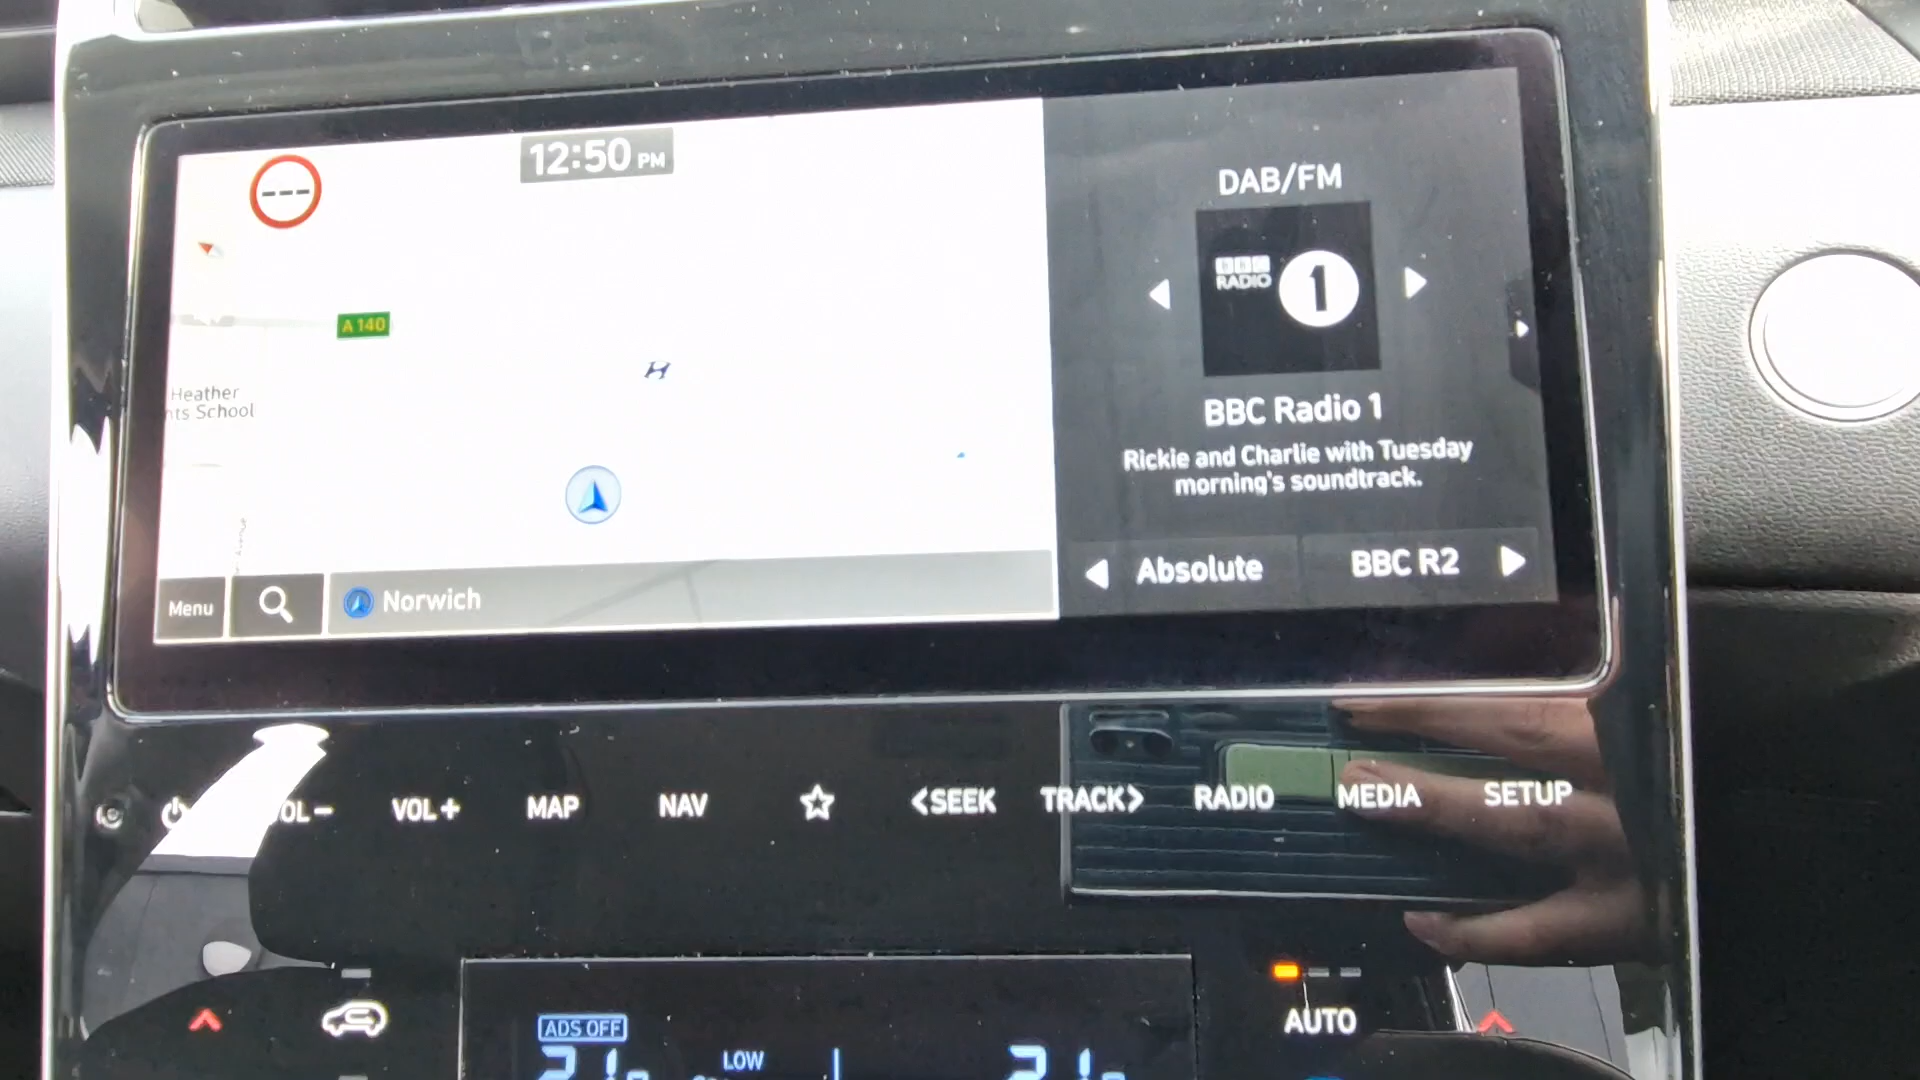 12:50 PM
A 140
Heather
nts School
Menu
Norwich
DAB/FM
BBC
RADIO
1
BBC Radio 1
Rickie and Charlie with Tuesday
morning's soundtrack.
Absolute
BBC R2
VOL + MAP NAV <SEEK TRACK> RADIO MEDIA SETUP
OL −
ADS OFF
LOW
AUTO